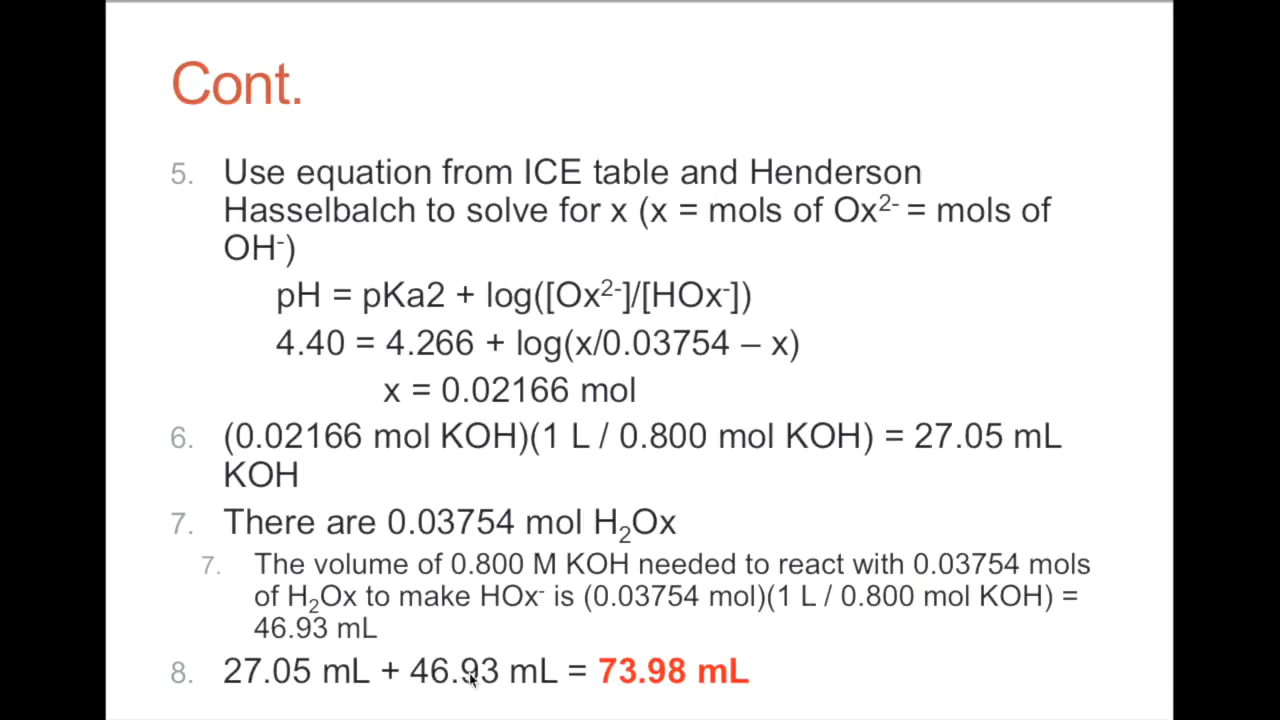 Cont.
5. Use equation from ICE table and Henderson
Hasselbalch to solve for x (x = mols of Ox²⁻ = mols of
OH⁻)
pH = pKa2 + log([Ox²⁻]/[HOx⁻])
4.40 = 4.266 + log(x/0.03754 – x)
x = 0.02166 mol
6. (0.02166 mol KOH)(1 L / 0.800 mol KOH) = 27.05 mL
KOH
7. There are 0.03754 mol H₂Ox
7. The volume of 0.800 M KOH needed to react with 0.03754 mols
of H₂Ox to make HOx⁻ is (0.03754 mol)(1 L / 0.800 mol KOH) =
46.93 mL
8. 27.05 mL + 46.93 mL = 73.98 mL